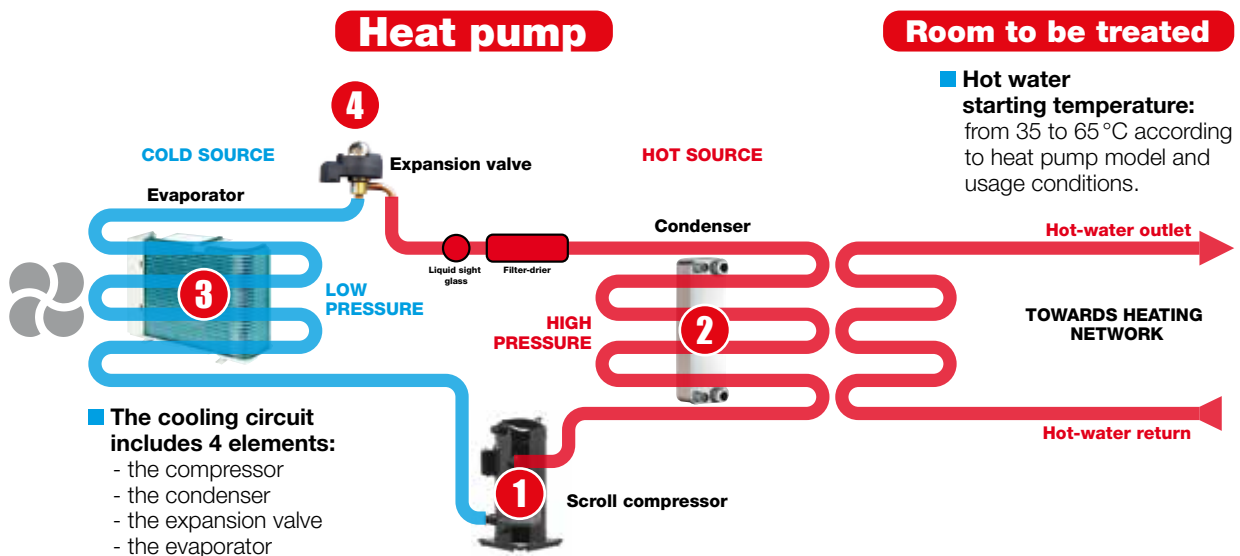 Heat pump
Room to be treated
Hot water
starting temperature:
from 35 to 65 °C according
to heat pump model and
usage conditions.
4
COLD SOURCE
Expansion valve
HOT SOURCE
Evaporator
Condenser
Hot-water outlet
Liquid sight
glass
Filter-drier
3
LOW
PRESSURE
HIGH
PRESSURE
2
TOWARDS HEATING
NETWORK
The cooling circuit
includes 4 elements:
- the compressor
- the condenser
- the expansion valve
- the evaporator
Hot-water return
1
Scroll compressor